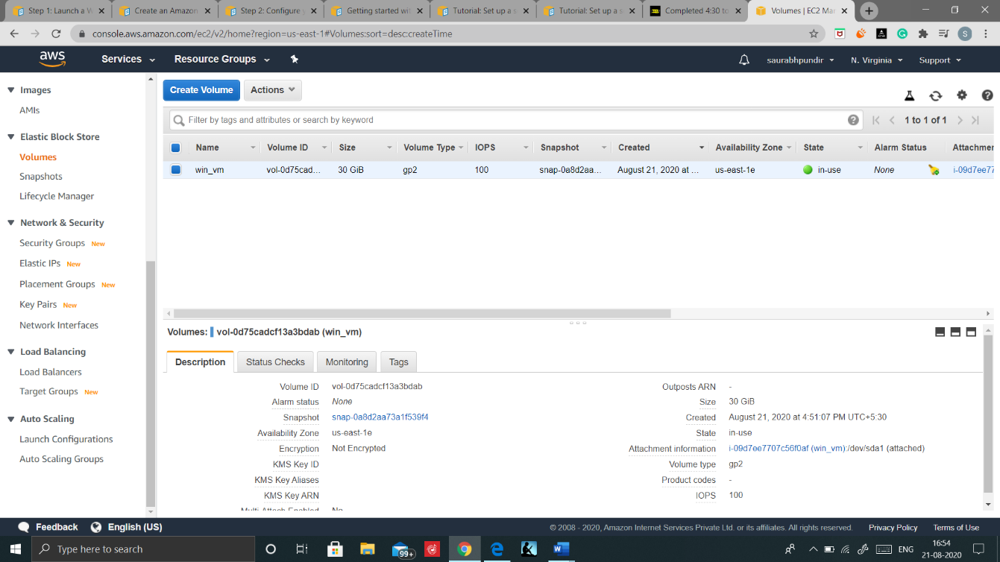 Step 1: Launch a W
Create an Amazon
Step 2: Configure
Getting started wit
Tutorial: Set up a s
Tutorial: Set up a s
Completed 4:30 to
Volumes | EC2 Ma
console.aws.amazon.com/ec2/v2/home?region=us-east-1#Volumes:sort=desc:createTime
S
aws
Services
Resource Groups
saurabhpundir
N. Virginia
Support
Images
AMIs
Elastic Block Store
Volumes
Snapshots
Lifecycle Manager
Network & Security
Security Groups New
Elastic IPs New
Placement Groups New
Key Pairs New
Network Interfaces
Load Balancing
Load Balancers
Target Groups New
Auto Scaling
Launch Configurations
Auto Scaling Groups
Create Volume Actions
Filter by tags and attributes or search by keyword
1 to 1 of 1
Name Volume ID Size Volume Type IOPS Snapshot Created Availability Zone State Alarm Status Attachmen
win_vm vol-0d75cad... 30 GiB gp2 100 snap-0a8d2aa... August 21, 2020 at ... us-east-1e in-use None i-09d7ee77
Volumes: vol-0d75cadcf13a3bdab (win_vm)
Description Status Checks Monitoring Tags
Volume ID vol-0d75cadcf13a3bdab
Alarm status None
Snapshot snap-0a8d2aa73a1f539f4
Availability Zone us-east-1e
Encryption Not Encrypted
KMS Key ID
KMS Key Aliases
KMS Key ARN
Multi-Attach Enabled No
Outposts ARN -
Size 30 GiB
Created August 21, 2020 at 4:51:07 PM UTC+5:30
State in-use
Attachment information i-09d7ee7707c56f0af (win_vm):/dev/sda1 (attached)
Volume type gp2
Product codes -
IOPS 100
Feedback English (US)
© 2008 - 2020, Amazon Internet Services Private Ltd. or its affiliates. All rights reserved. Privacy Policy Terms of Use
Type here to search
99+
ENG
16:54
21-08-2020